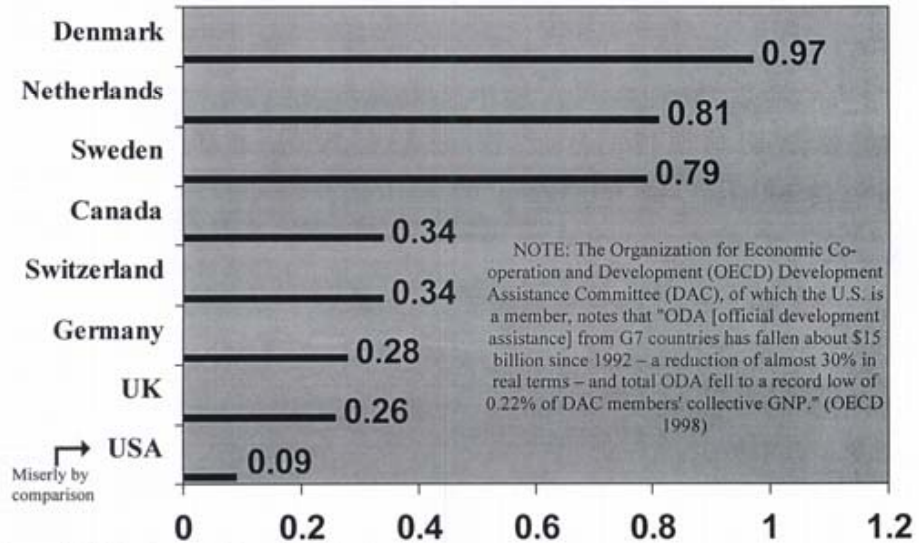 Denmark
0.97
Netherlands
0.81
Sweden
0.79
Canada
0.34
Switzerland
0.34
Germany
0.28
UK
0.26
USA
0.09
Miserly by
comparison
NOTE: The Organization for Economic Co-
operation and Development (OECD) Development
Assistance Committee (DAC), of which the U.S. is
a member, notes that "ODA [official development
assistance] from G7 countries has fallen about $15
billion since 1992 – a reduction of almost 30% in
real terms – and total ODA fell to a record low of
0.22% of DAC members' collective GNP." (OECD
1998)
0 0.2 0.4 0.6 0.8 1 1.2